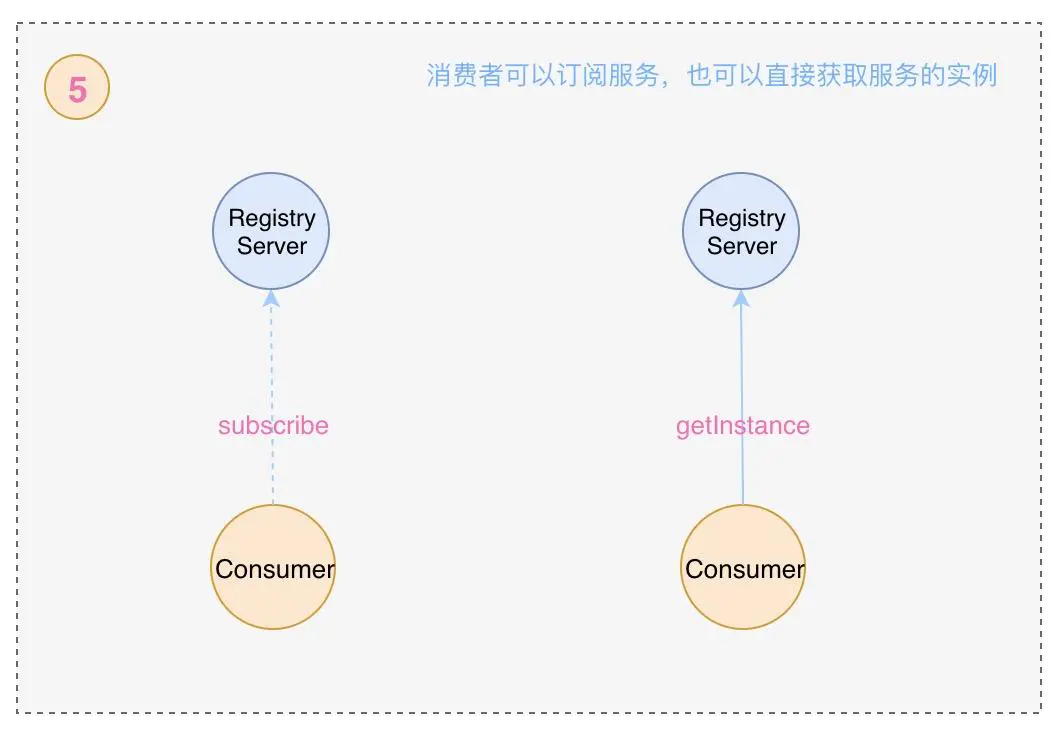 5
消费者可以订阅服务，也可以直接获取服务的实例
Registry
Server
Registry
Server
subscribe
getInstance
Consumer
Consumer